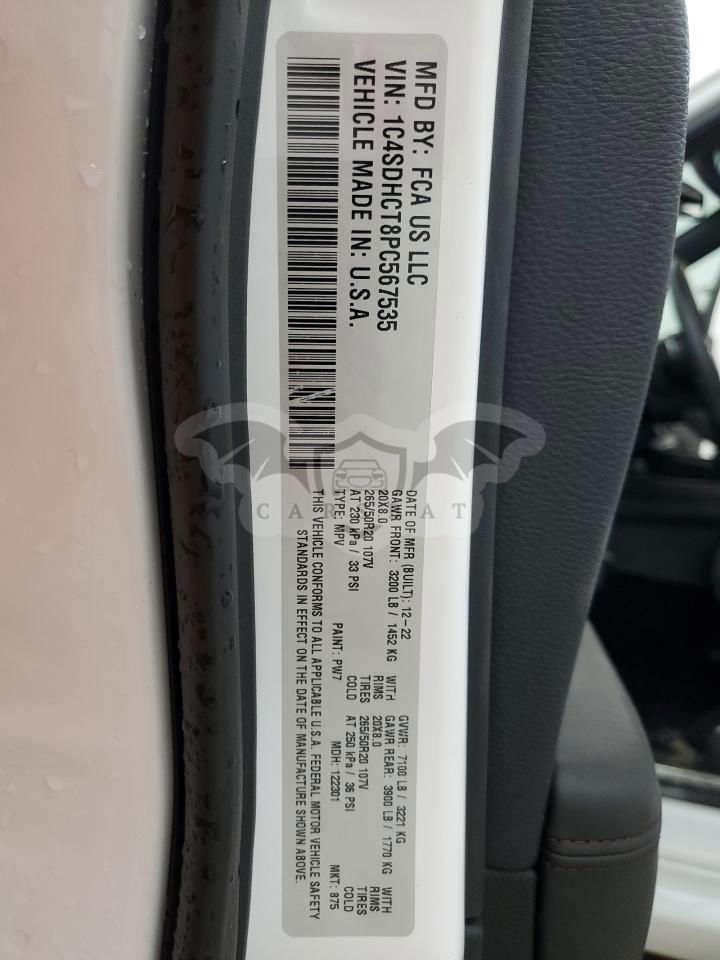 MFD BY: FCA US LLC
VIN: 1C4SDHCT8PC567535
VEHICLE MADE IN: U.S.A.
DATE OF MFR (BUILT): 12-22 GVWR: 7100 LB / 3221 KG
GAWR FRONT: 3200 LB / 1452 KG WITH GAWR REAR: 3900 LB / 1770 KG WITH
20X8.0 RIMS 20X8.0 RIMS
265/50R20 107V TIRES 265/50R20 107V TIRES
AT 230 kPa / 33 PSI COLD AT 250 kPa / 36 PSI COLD
TYPE: MPV PAINT: PW7 MDH: 122301 MKT: 875
THIS VEHICLE CONFORMS TO ALL APPLICABLE U.S.A. FEDERAL MOTOR VEHICLE SAFETY
STANDARDS IN EFFECT ON THE DATE OF MANUFACTURE SHOWN ABOVE.